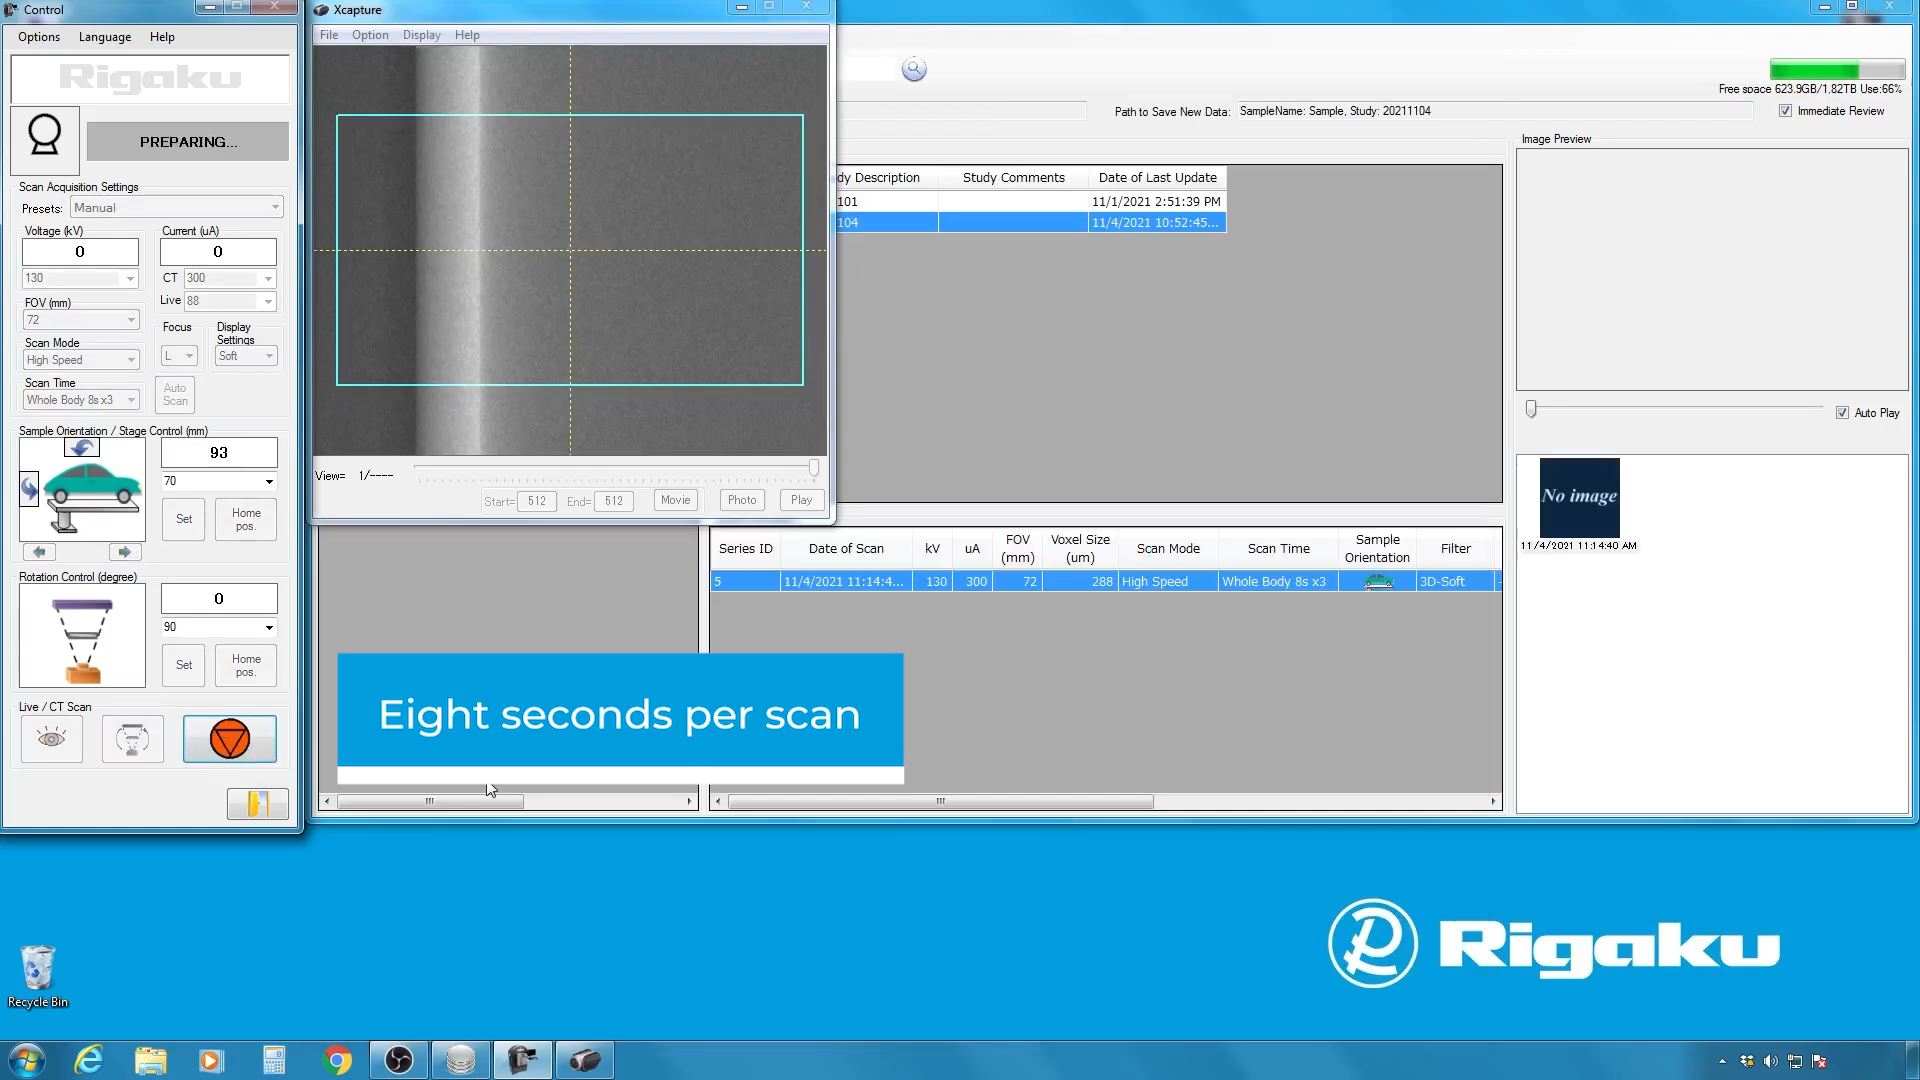 Control
Options Language Help
Rigaku
PREPARING...
Scan Acquisition Settings
Presets: Manual
Voltage (kV) Current (uA)
0 0
130 CT 300
Live 88
FOV (mm)
72
Focus Display Settings
L Soft
Scan Mode
High Speed
Scan Time
Whole Body 8s x3
Auto Scan
Sample Orientation / Stage Control (mm)
93
70
Set Home pos.
Rotation Control (degree)
0
90
Set Home pos.
Live / CT Scan
Xcapture
File Option Display Help
View= 1/----
Start= 512 End= 512 Movie Photo Play
Free space 623.9GB/1.82TB Use:66%
Path to Save New Data: SampleName: Sample, Study: 20211104
Immediate Review
dy Description Study Comments Date of Last Update
101 11/1/2021 2:51:39 PM
104 11/4/2021 10:52:45...
Image Preview
Auto Play
No image
11/4/2021 11:14:40 AM
Series ID Date of Scan kV uA FOV (mm) Voxel Size (um) Scan Mode Scan Time Sample Orientation Filter
5 11/4/2021 11:14:4... 130 300 72 288 High Speed Whole Body 8s x3 3D-Soft
Eight seconds per scan
Rigaku
Recycle Bin